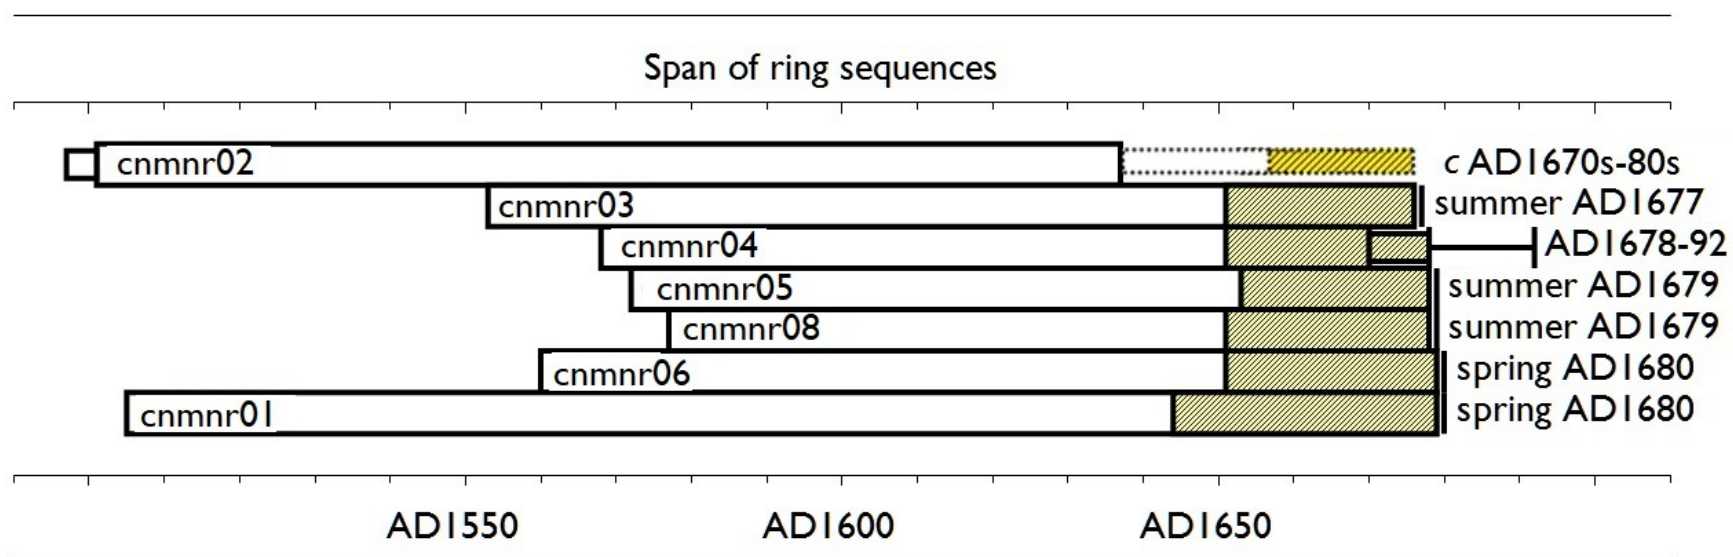 Span of ring sequences
cnmnr02 c AD1670s-80s
cnmnr03 summer AD1677
cnmnr04 AD1678-92
cnmnr05 summer AD1679
cnmnr08 summer AD1679
cnmnr06 spring AD1680
cnmnr01 spring AD1680
AD1550 AD1600 AD1650